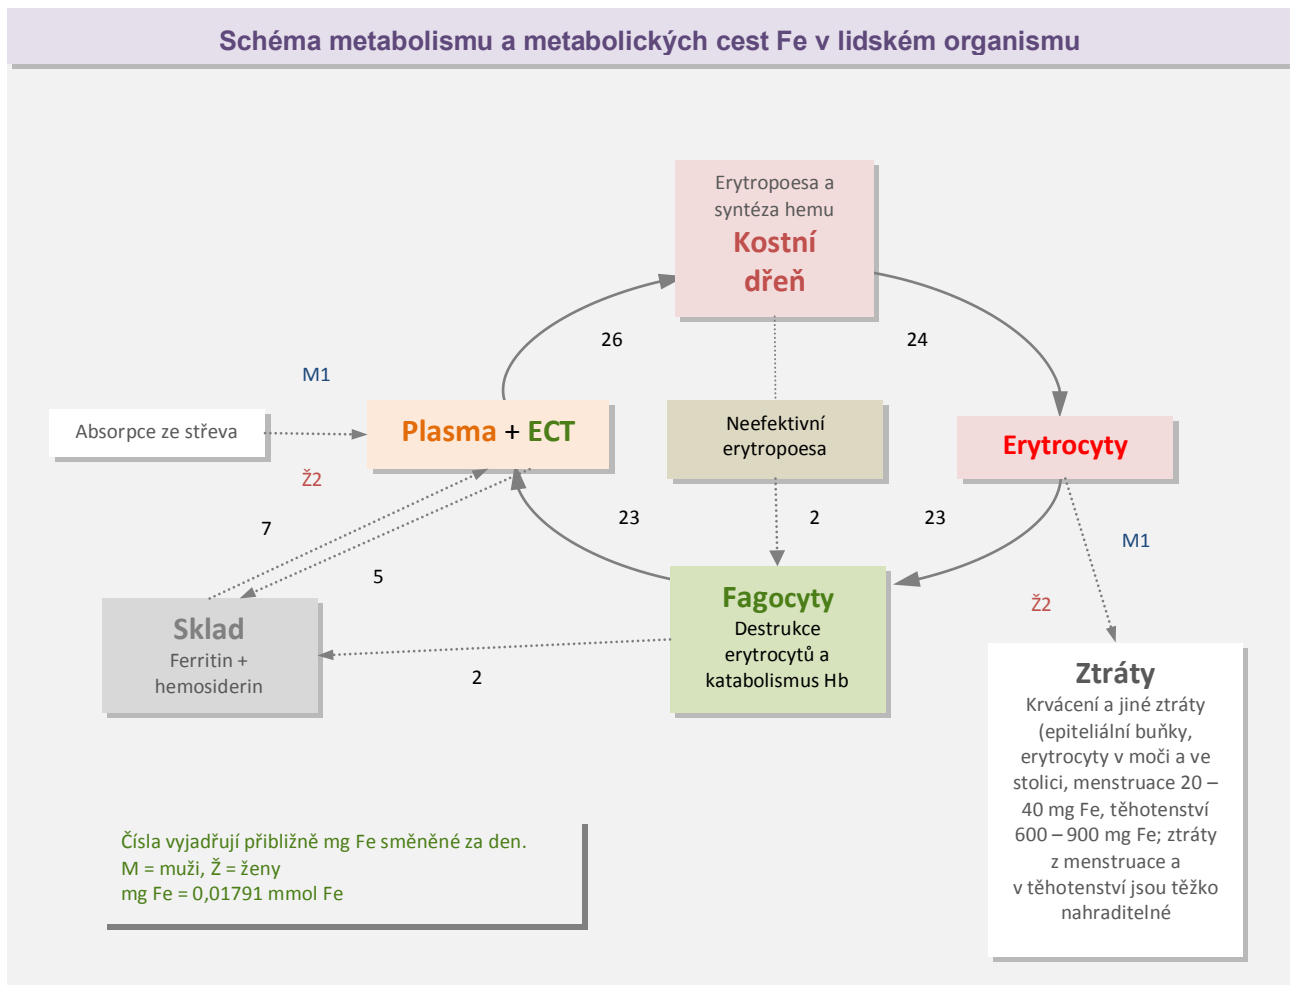 Schéma metabolismu a metabolických cest Fe v lidském organismu
Erytropoesa a
syntéza hemu
Kostní
dřeň
26
24
M1
Absorpce ze střeva
Plasma + ECT
Neefektivní
erytropoesa
Erytrocyty
Ž2
7
23
2
23
M1
5
Ž2
Sklad
Ferritin +
hemosiderin
2
Fagocyty
Destrukce
erytrocytů a
katabolismus Hb
Ztráty
Krvácení a jiné ztráty
(epiteliální buňky,
erytrocyty v moči a ve
stolici, menstruace 20 –
40 mg Fe, těhotenství
600 – 900 mg Fe; ztráty
z menstruace a
v těhotenství jsou těžko
nahraditelné
Čísla vyjadřují přibližně mg Fe směněné za den.
M = muži, Ž = ženy
mg Fe = 0,01791 mmol Fe